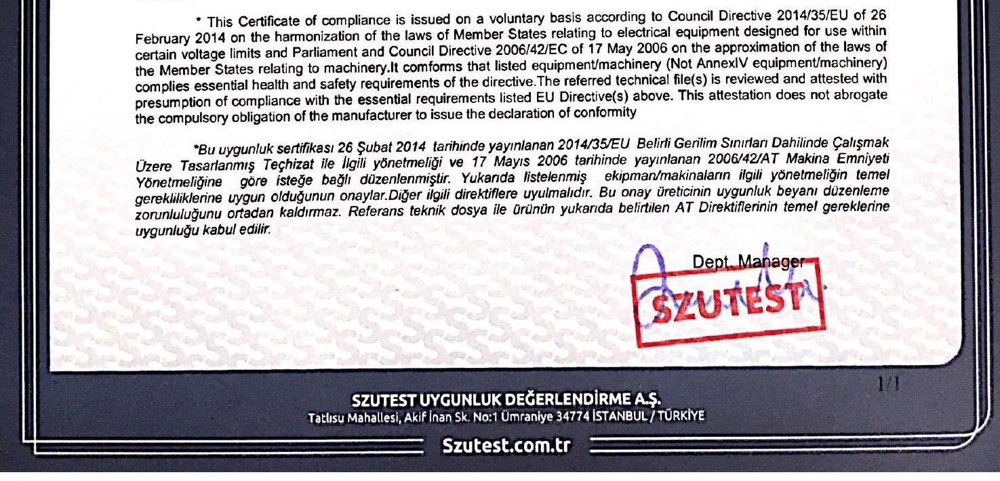 * This Certificate of compliance is issued on a voluntary basis according to Council Directive 2014/35/EU of 26
February 2014 on the harmonization of the laws of Member States relating to electrical equipment designed for use within
certain voltage limits and Parliament and Council Directive 2006/42/EC of 17 May 2006 on the approximation of the laws of
the Member States relating to machinery.It comforms that listed equipment/machinery (Not AnnexIV equipment/machinery)
complies essential health and safety requirements of the directive.The referred technical file(s) is reviewed and attested with
presumption of compliance with the essential requirements listed EU Directive(s) above. This attestation does not abrogate
the compulsory obligation of the manufacturer to issue the declaration of conformity
*Bu uygunluk sertifikası 26 Şubat 2014 tarihinde yayınlanan 2014/35/EU Belirli Gerilim Sınırları Dahilinde Çalışmak
Üzere Tasarlanmış Teçhizat ile İlgili yönetmeliği ve 17 Mayıs 2006 tarihinde yayınlanan 2006/42/AT Makina Emniyeti
Yönetmeliğine göre isteğe bağlı düzenlenmiştir. Yukarıda listelenmiş ekipman/makinaların ilgili yönetmeliğin temel
gerekliliklerine uygun olduğunun onaylar.Diğer ilgili direktiflere uyulmalıdır. Bu onay üreticinin uygunluk beyanı düzenleme
zorunluluğunu ortadan kaldırmaz. Referans teknik dosya ile ürünün yukarıda belirtilen AT Direktiflerinin temel gereklerine
uygunluğu kabul edilir.
Dept. Manager
SZUTEST
1/1
SZUTEST UYGUNLUK DEĞERLENDİRME A.Ş.
Tatlısu Mahallesi, Akif İnan Sk. No:1 Ümraniye 34774 İSTANBUL / TÜRKİYE
Szutest.com.tr